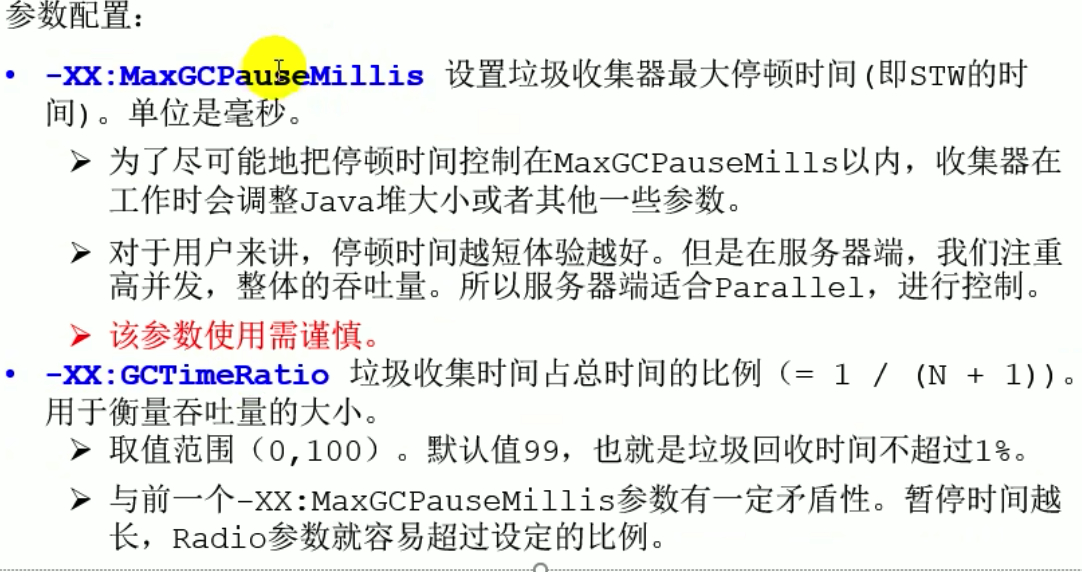 参数配置:
• -XX:MaxGCPauseMillis 设置垃圾收集器最大停顿时间(即STW的时
间)。单位是毫秒。
➢ 为了尽可能地把停顿时间控制在MaxGCPauseMills以内，收集器在
工作时会调整Java堆大小或者其他一些参数。
➢ 对于用户来讲，停顿时间越短体验越好。但是在服务器端，我们注重
高并发，整体的吞吐量。所以服务器端适合Parallel，进行控制。
➢ 该参数使用需谨慎。
• -XX:GCTimeRatio 垃圾收集时间占总时间的比例（= 1 / (N + 1)）。
用于衡量吞吐量的大小。
➢ 取值范围（0,100）。默认值99，也就是垃圾回收时间不超过1%。
➢ 与前一个-XX:MaxGCPauseMillis参数有一定矛盾性。暂停时间越
长，Radio参数就容易超过设定的比例。